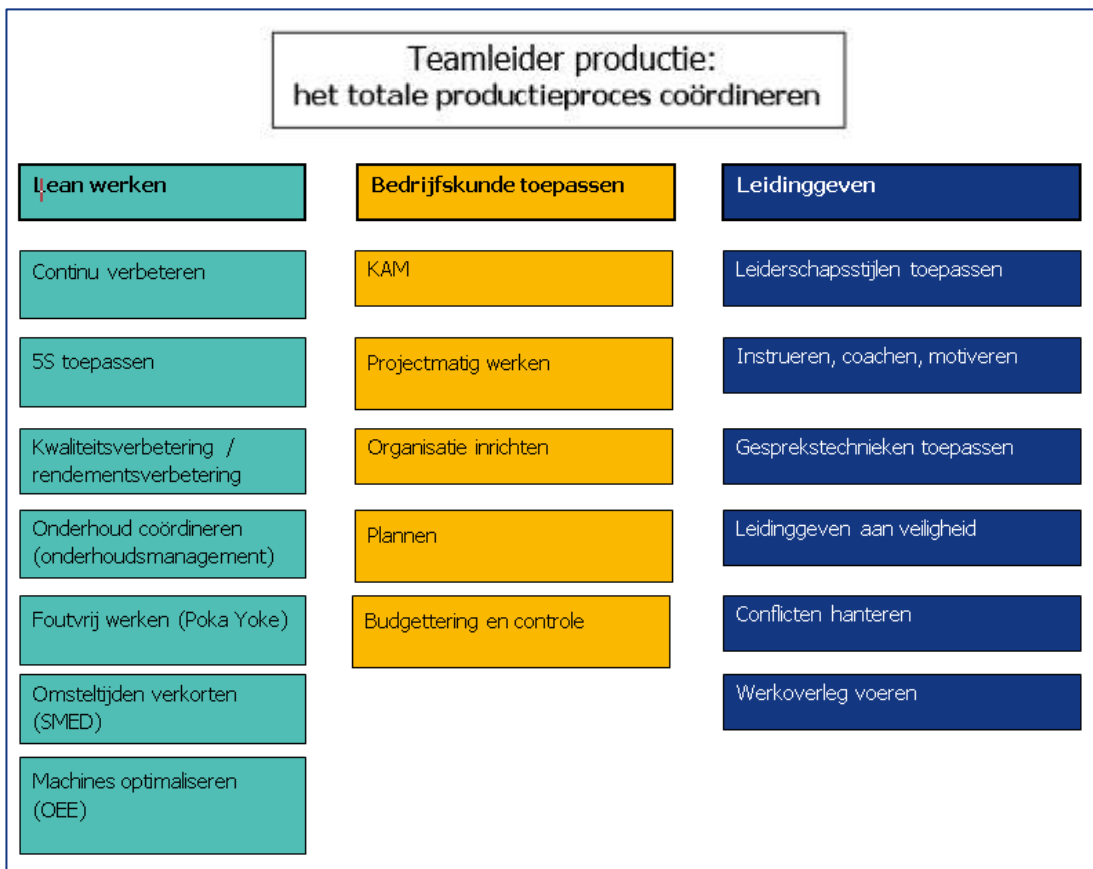 Teamleider productie:
het totale productieproces coördineren
Lean werken
Continu verbeteren
5S toepassen
Kwaliteitsverbetering /
rendementsverbetering
Onderhoud coördineren
(onderhoudsmanagement)
Foutvrij werken (Poka Yoke)
Omsteltijden verkorten
(SMED)
Machines optimaliseren
(OEE)
Bedrijfskunde toepassen
KAM
Projectmatig werken
Organisatie inrichten
Plannen
Budgettering en controle
Leidinggeven
Leiderschapsstijlen toepassen
Instrueren, coachen, motiveren
Gesprekstechnieken toepassen
Leidinggeven aan veiligheid
Conflicten hanteren
Werkoverleg voeren